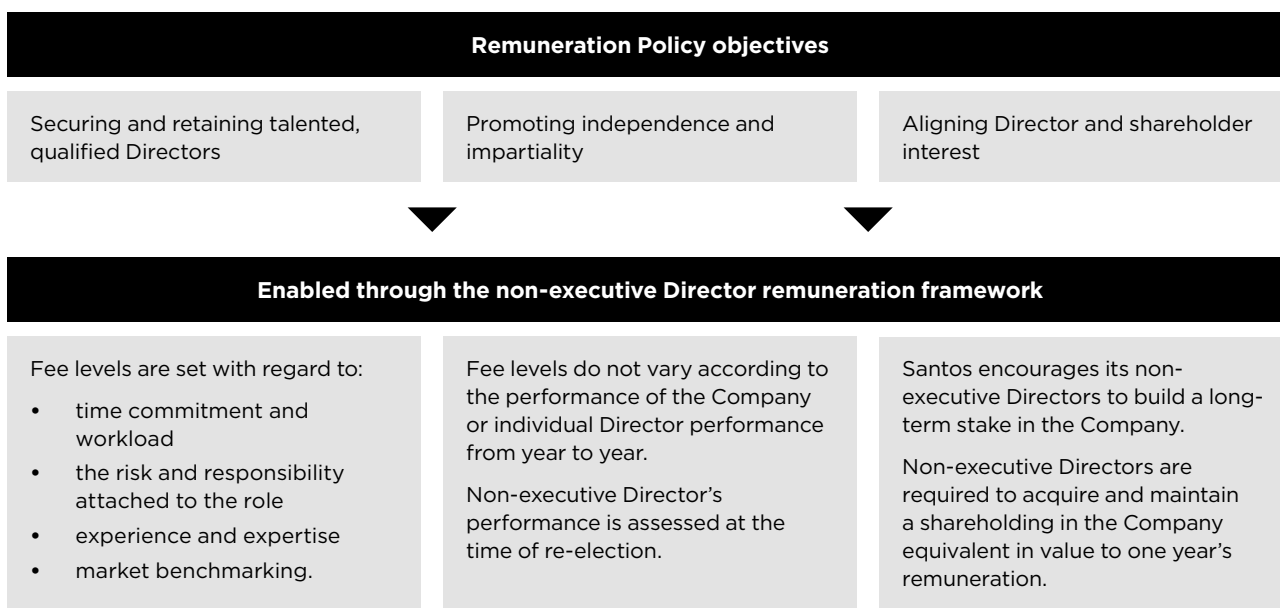 Remuneration Policy objectives
Securing and retaining talented,
qualified Directors
Promoting independence and
impartiality
Aligning Director and shareholder
interest
Enabled through the non-executive Director remuneration framework
Fee levels are set with regard to:
• time commitment and
workload
• the risk and responsibility
attached to the role
• experience and expertise
• market benchmarking.
Fee levels do not vary according to
the performance of the Company
or individual Director performance
from year to year.
Non-executive Director’s
performance is assessed at the
time of re-election.
Santos encourages its non-
executive Directors to build a long-
term stake in the Company.
Non-executive Directors are
required to acquire and maintain
a shareholding in the Company
equivalent in value to one year’s
remuneration.